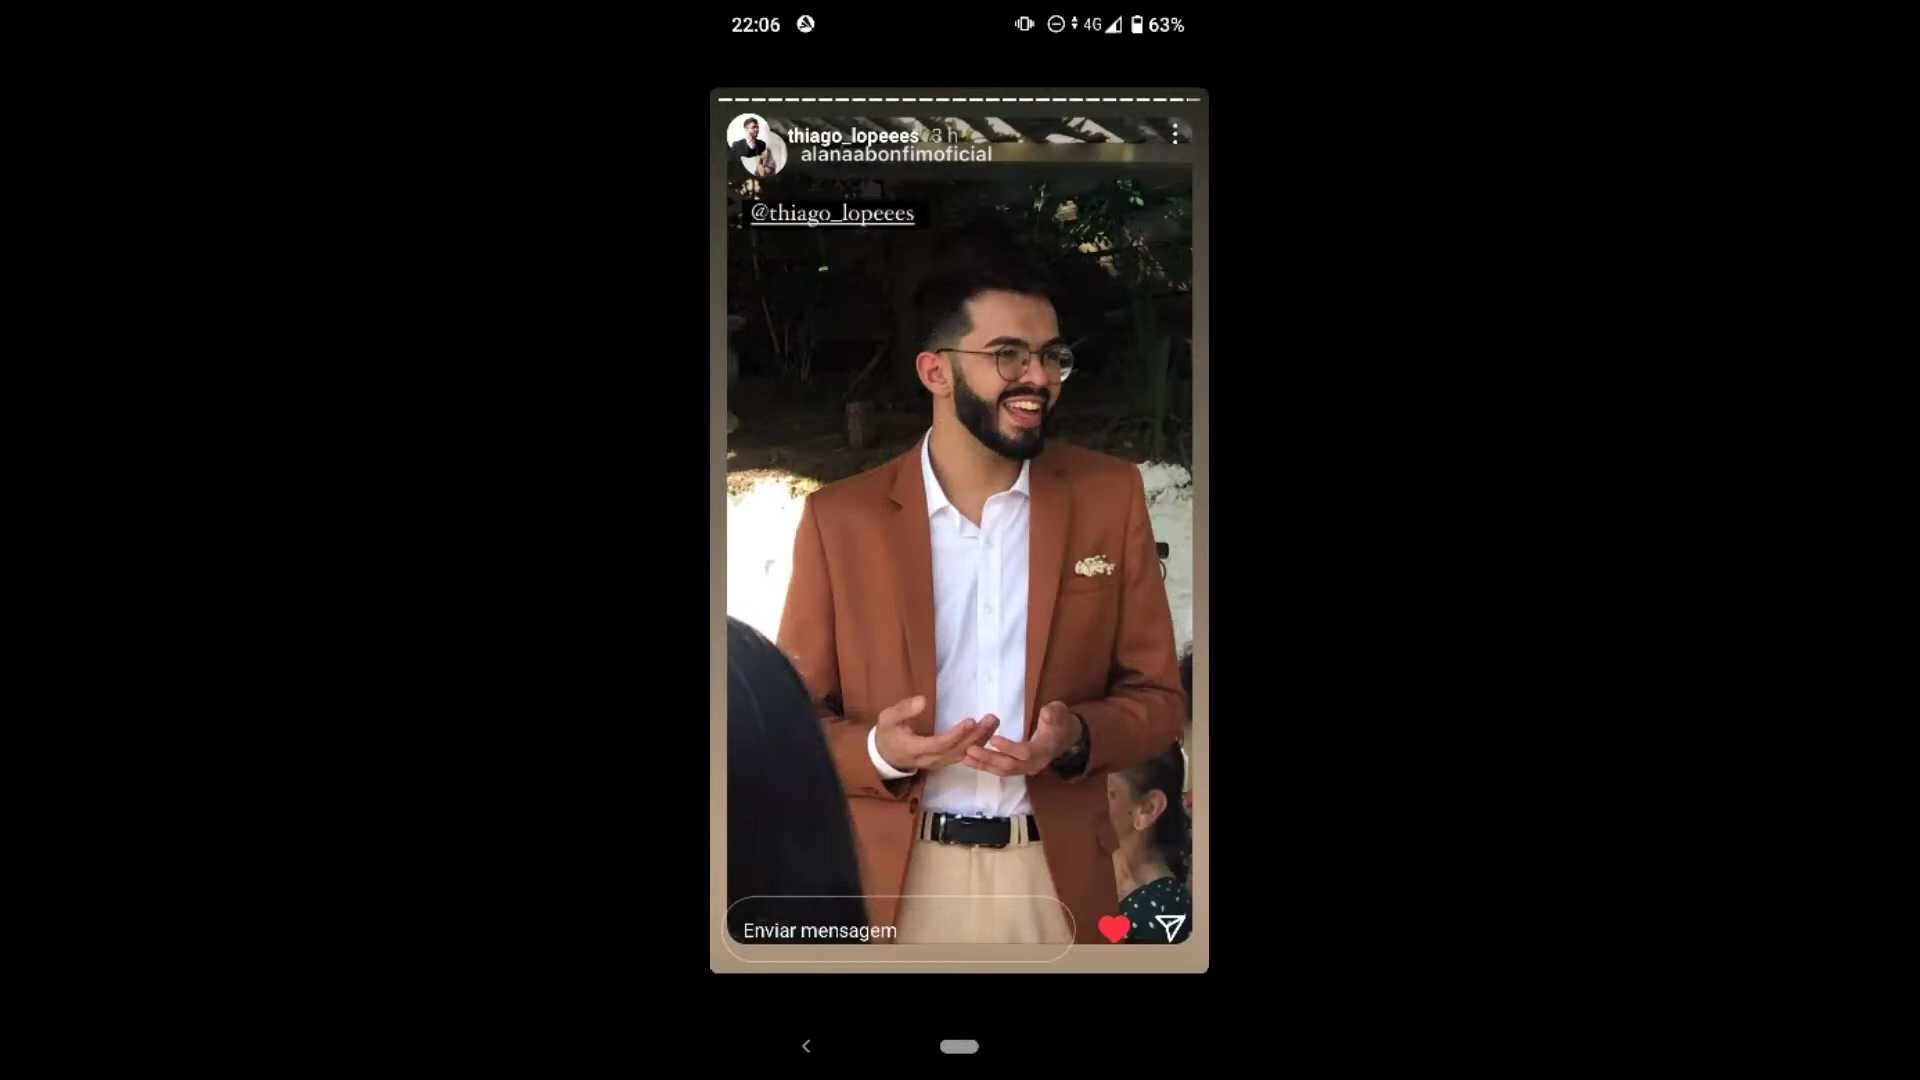 22:06 4G 63%
thiago_lopeees 3 h
alanaabonfimoficial
@thiago_lopeees
Enviar mensagem